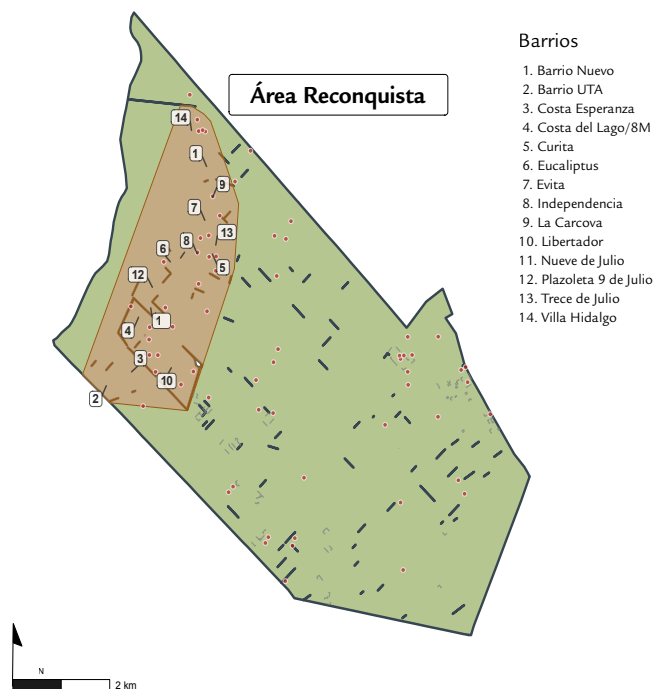 Área Reconquista
Barrios
1. Barrio Nuevo
2. Barrio UTA
3. Costa Esperanza
4. Costa del Lago/8M
5. Curita
6. Eucaliptus
7. Evita
8. Independencia
9. La Carcova
10. Libertador
11. Nueve de Julio
12. Plazoleta 9 de Julio
13. Trece de Julio
14. Villa Hidalgo
14
1
9
7
13
8
6
5
12
1
4
3
10
2
N
2 km